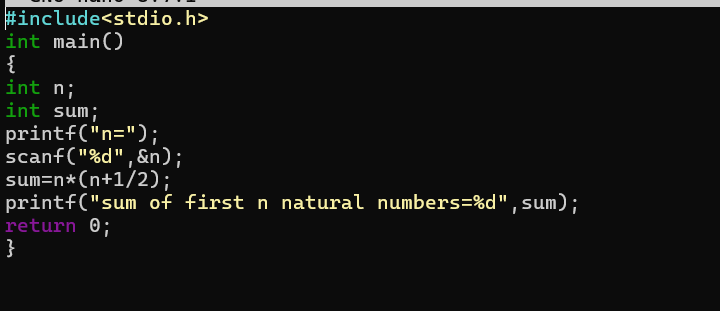 #include<stdio.h>
int main()
{
int n;
int sum;
printf("n=");
scanf("%d",&n);
sum=n*(n+1/2);
printf("sum of first n natural numbers=%d",sum);
return 0;
}